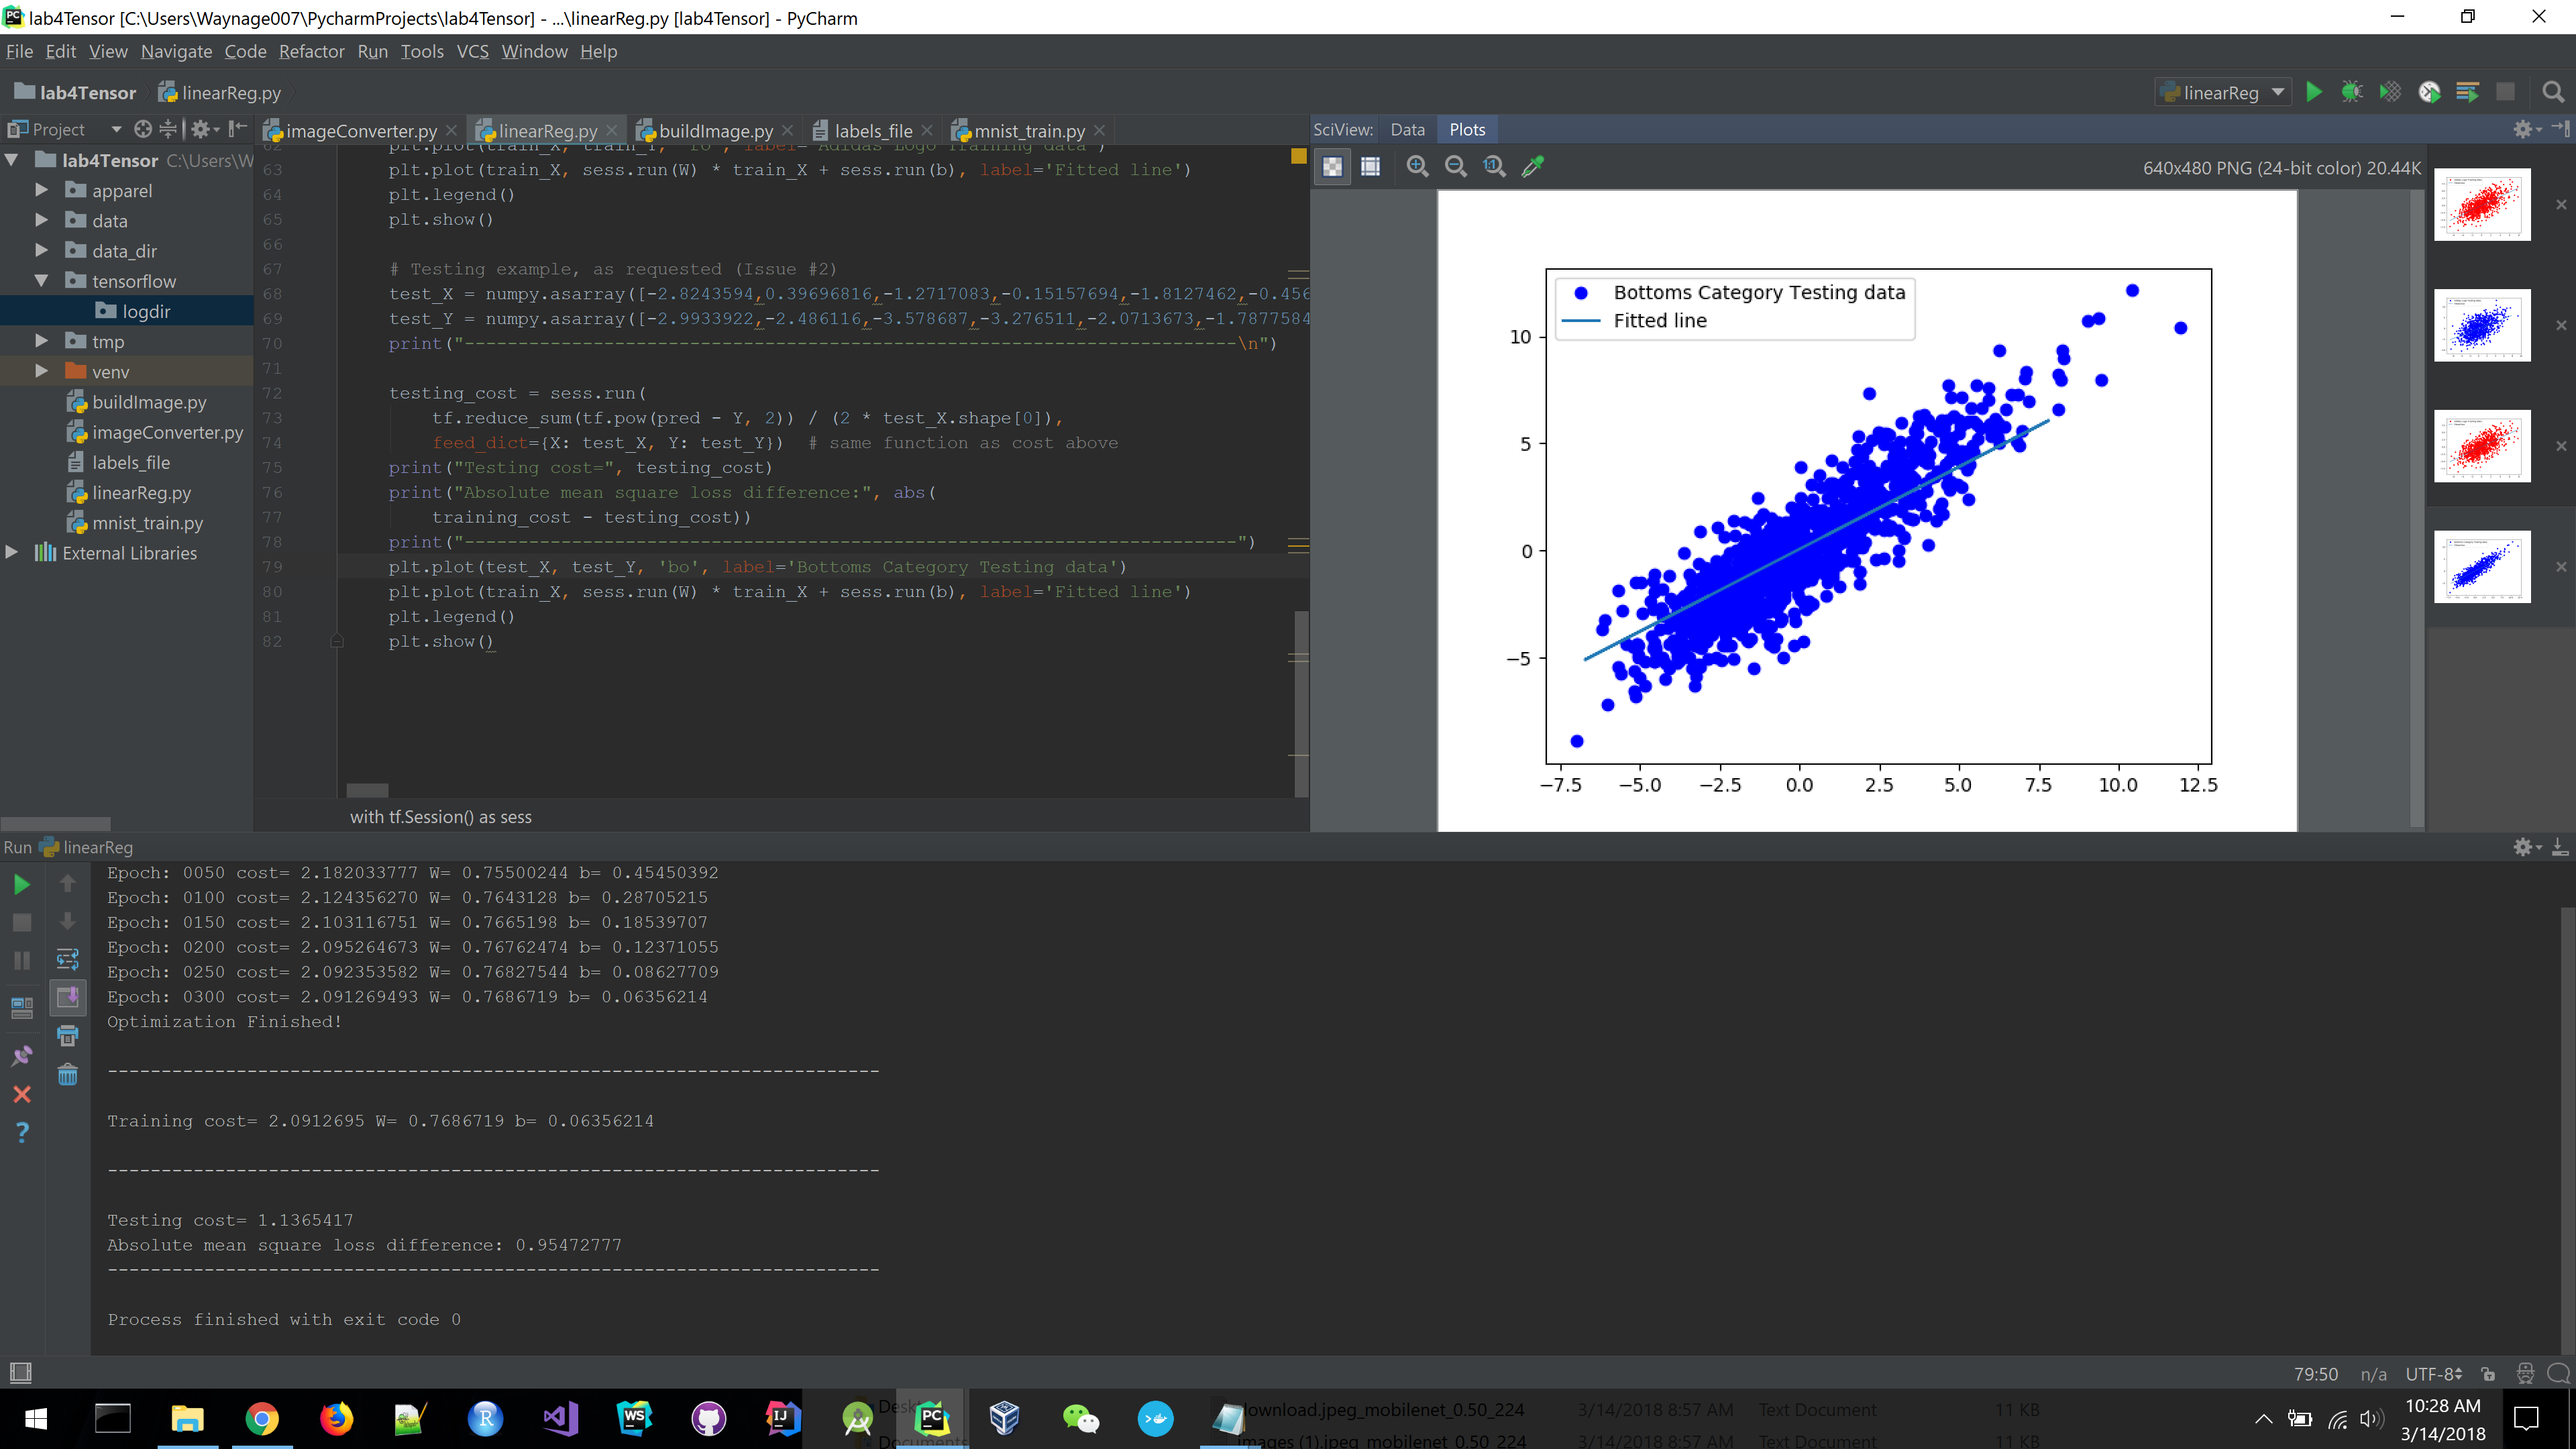 lab4Tensor [C:\Users\Waynage007\PycharmProjects\lab4Tensor] - ...\linearReg.py [lab4Tensor] - PyCharm
File Edit View Navigate Code Refactor Run Tools VCS Window Help
lab4Tensor linearReg.py
linearReg
Project
imageConverter.py linearReg.py buildImage.py labels_file mnist_train.py
SciView: Data Plots
640x480 PNG (24-bit color) 20.44K
lab4Tensor C:\Users\W
apparel
data
data_dir
tensorflow
logdir
tmp
venv
buildImage.py
imageConverter.py
labels_file
linearReg.py
mnist_train.py
External Libraries
62 plt.plot(train_X, train_Y, 'ro', label='Adidas Logo Training data')
63 plt.plot(train_X, sess.run(W) * train_X + sess.run(b), label='Fitted line')
64 plt.legend()
65 plt.show()
66
67 # Testing example, as requested (Issue #2)
68 test_X = numpy.asarray([-2.8243594,0.39696816,-1.2717083,-0.15157694,-1.8127462,-0.456
69 test_Y = numpy.asarray([-2.9933922,-2.486116,-3.578687,-3.276511,-2.0713673,-1.7877584
70 print("------------------------------------------------------------------------\n")
71
72 testing_cost = sess.run(
73 tf.reduce_sum(tf.pow(pred - Y, 2)) / (2 * test_X.shape[0]),
74 feed_dict={X: test_X, Y: test_Y}) # same function as cost above
75 print("Testing cost=", testing_cost)
76 print("Absolute mean square loss difference:", abs(
77 training_cost - testing_cost))
78 print("------------------------------------------------------------------------")
79 plt.plot(test_X, test_Y, 'bo', label='Bottoms Category Testing data')
80 plt.plot(train_X, sess.run(W) * train_X + sess.run(b), label='Fitted line')
81 plt.legend()
82 plt.show()
with tf.Session() as sess
Bottoms Category Testing data
Fitted line
10
5
0
−5
−7.5 −5.0 −2.5 0.0 2.5 5.0 7.5 10.0 12.5
Run linearReg
Epoch: 0050 cost= 2.182033777 W= 0.75500244 b= 0.45450392
Epoch: 0100 cost= 2.124356270 W= 0.7643128 b= 0.28705215
Epoch: 0150 cost= 2.103116751 W= 0.7665198 b= 0.18539707
Epoch: 0200 cost= 2.095264673 W= 0.76762474 b= 0.12371055
Epoch: 0250 cost= 2.092353582 W= 0.76827544 b= 0.08627709
Epoch: 0300 cost= 2.091269493 W= 0.7686719 b= 0.06356214
Optimization Finished!
------------------------------------------------------------------------
Training cost= 2.0912695 W= 0.7686719 b= 0.06356214
------------------------------------------------------------------------
Testing cost= 1.1365417
Absolute mean square loss difference: 0.95472777
------------------------------------------------------------------------
Process finished with exit code 0
79:50 n/a UTF-8
download.jpeg_mobilenet_0.50_224 3/14/2018 8:57 AM Text Document 11 KB
images (1).jpeg_mobilenet_0.50_224 3/14/2018 8:57 AM Text Document 11 KB
10:28 AM
3/14/2018